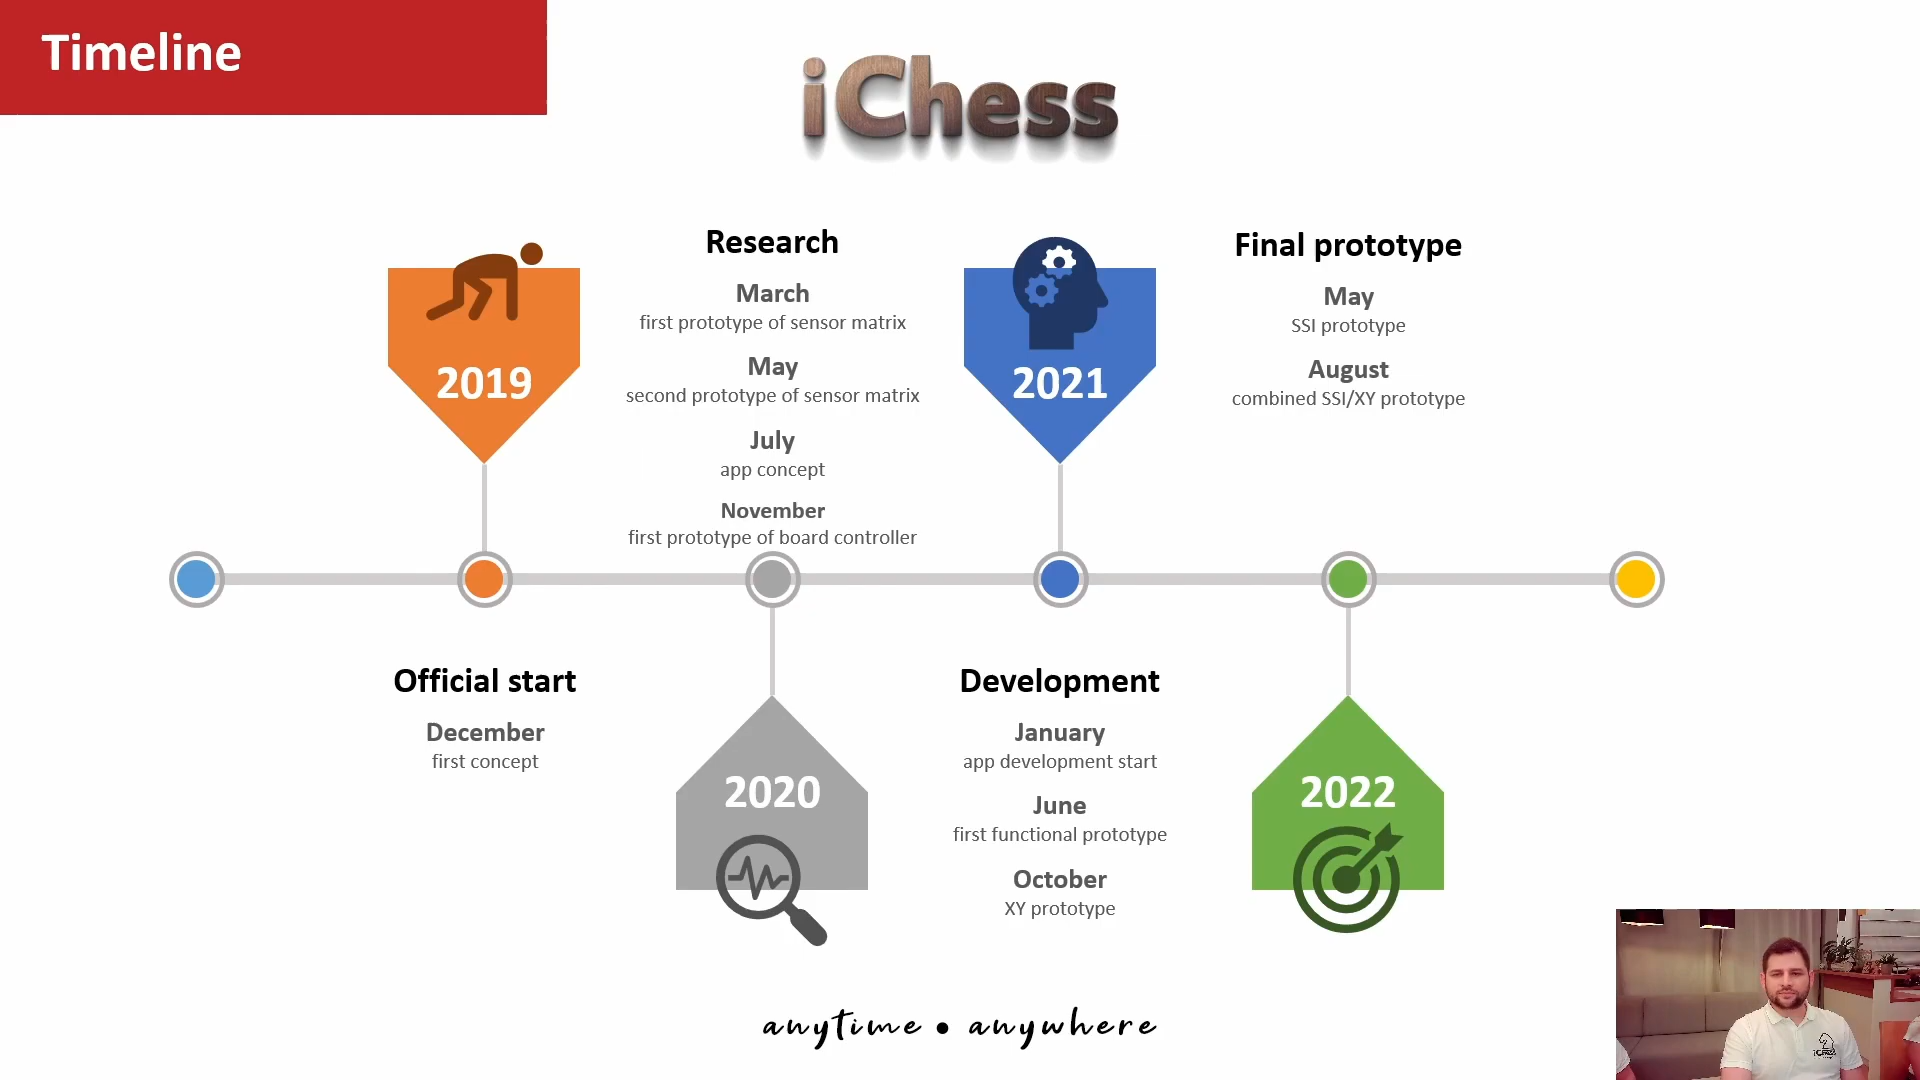 Timeline
iChess
2019
Official start
December
first concept
Research
March
first prototype of sensor matrix
May
second prototype of sensor matrix
July
app concept
November
first prototype of board controller
2020
2021
Development
January
app development start
June
first functional prototype
October
XY prototype
Final prototype
May
SSI prototype
August
combined SSI/XY prototype
2022
anytime • anywhere
iChess